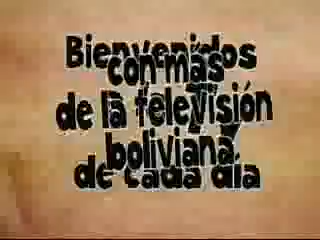 Bienvenidos
con más
de la televisión
boliviana
de cada día